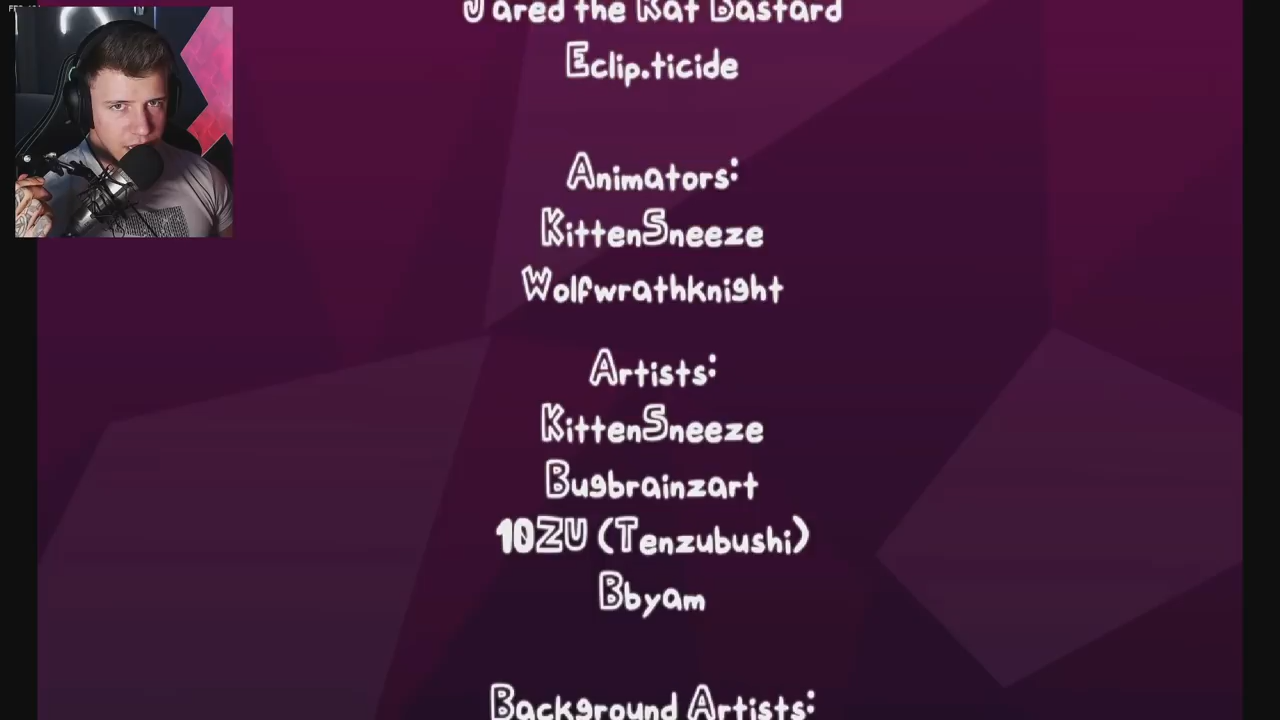 Jared the Rat Bastard
Eclip.ticide
Animators:
KittenSneeze
Wolfwrathknight
Artists:
KittenSneeze
Bugbrainzart
10ZU (Tenzubushi)
Bbyam
Background Artists: